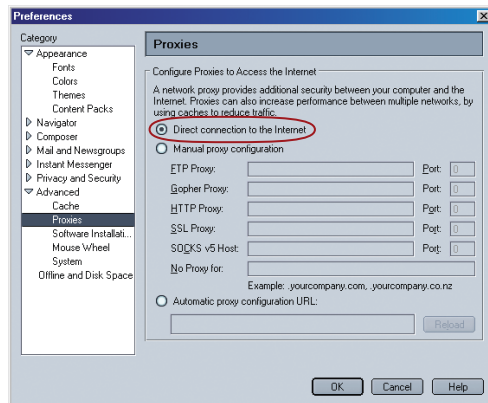 Preferences
Category
Appearance
Fonts
Colors
Themes
Content Packs
Navigator
Composer
Mail and Newsgroups
Instant Messenger
Privacy and Security
Advanced
Cache
Proxies
Software Installati...
Mouse Wheel
System
Offline and Disk Space
Proxies
Configure Proxies to Access the Internet
A network proxy provides additional security between your computer and the
Internet. Proxies can also increase performance between multiple networks, by
using caches to reduce traffic.
Direct connection to the Internet
Manual proxy configuration
FTP Proxy: Port: 0
Gopher Proxy: Port: 0
HTTP Proxy: Port: 0
SSL Proxy: Port: 0
SOCKS v5 Host: Port: 0
No Proxy for:
Example: .yourcompany.com, .yourcompany.co.nz
Automatic proxy configuration URL:
Reload
OK Cancel Help